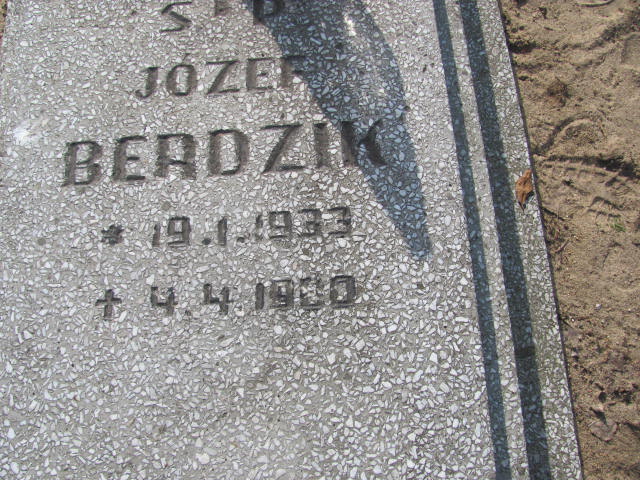 Ś P
JÓZEF
BERDZIK
* 19.1.1933
+ 4.4.1980